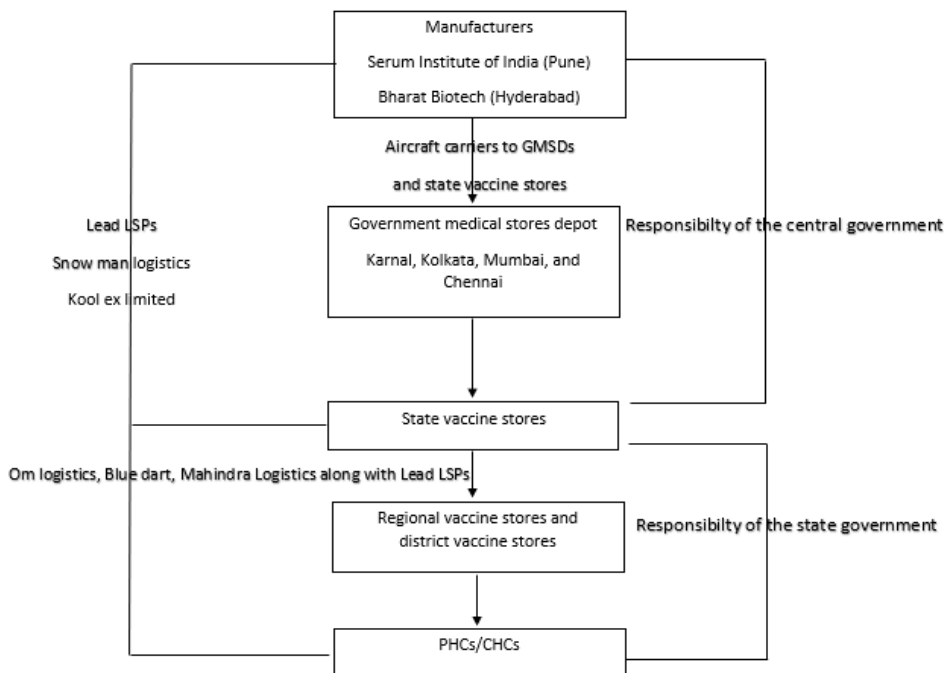 Manufacturers
Serum Institute of India (Pune)
Bharat Biotech (Hyderabad)
Aircraft carriers to GMSDs
and state vaccine stores
Lead LSPs
Snow man logistics
Kool ex limited
Government medical stores depot
Karnal, Kolkata, Mumbai, and
Chennai
Responsibilty of the central government
State vaccine stores
Om logistics, Blue dart, Mahindra Logistics along with Lead LSPs
Regional vaccine stores and
district vaccine stores
Responsibilty of the state government
PHCs/CHCs